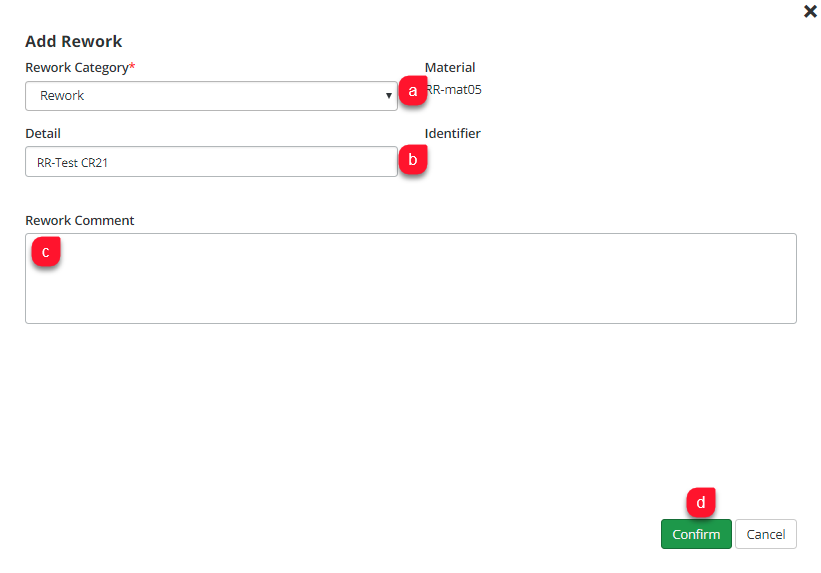 ✖
Add Rework
Rework Category* Material
Rework ▾ a RR-mat05
Detail Identifier
RR-Test CR21 b
Rework Comment
c
d
Confirm Cancel